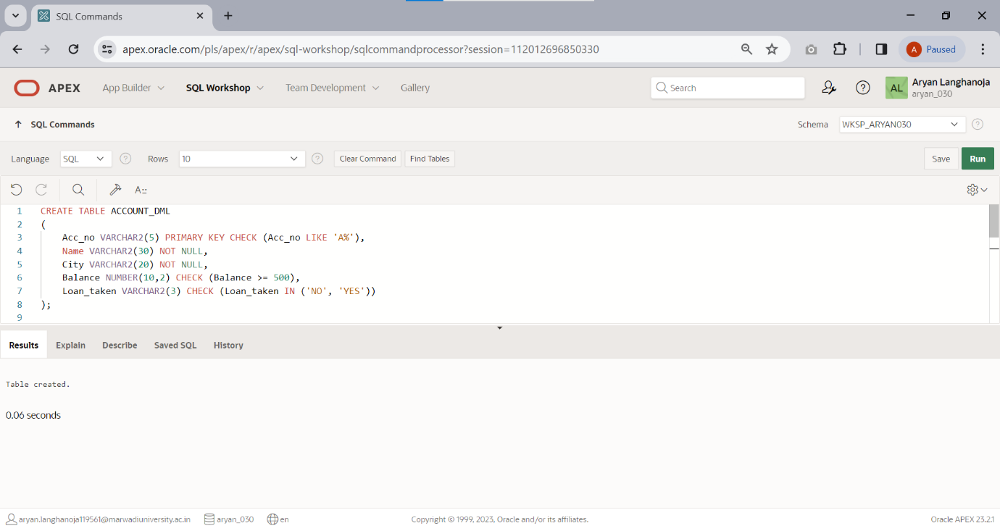 SQL Commands
apex.oracle.com/pls/apex/r/apex/sql-workshop/sqlcommandprocessor?session=112012696850330
A Paused
APEX App Builder SQL Workshop Team Development Gallery Search AL Aryan Langhanoja
aryan_030
SQL Commands Schema WKSP_ARYAN030
Language SQL Rows 10 Clear Command Find Tables Save Run
A::
1 CREATE TABLE ACCOUNT_DML
2 (
3 Acc_no VARCHAR2(5) PRIMARY KEY CHECK (Acc_no LIKE 'A%'),
4 Name VARCHAR2(30) NOT NULL,
5 City VARCHAR2(20) NOT NULL,
6 Balance NUMBER(10,2) CHECK (Balance >= 500),
7 Loan_taken VARCHAR2(3) CHECK (Loan_taken IN ('NO', 'YES'))
8 );
9
Results Explain Describe Saved SQL History
Table created.
0.06 seconds
aryan.langhanoja119561@marwadiuniversity.ac.in aryan_030 en Copyright © 1999, 2023, Oracle and/or its affiliates. Oracle APEX 23.2.1